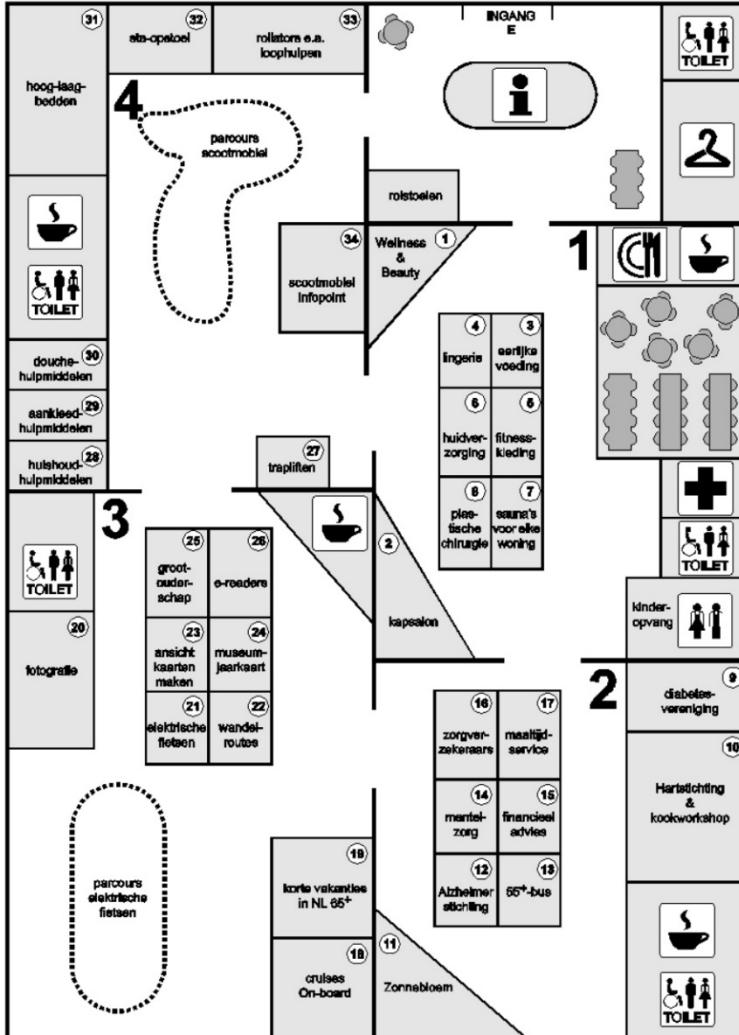 INGANG
E
31
hoog-laag-
bedden
32
sta-opstoel
33
rollators e.a.
loophulpen
TOILET
4
parcours
scootmobiel
rolstoelen
34
scootmobiel
infopoint
1
Wellness
&
Beauty
1
TOILET
4
lingerie
3
eerlijke
voeding
6
huidver-
zorging
5
fitness-
kleding
8
plas-
tische
chirurgie
7
sauna's
voor elke
woning
30
douche-
hulpmiddelen
29
aankleed-
hulpmiddelen
28
huishoud-
hulpmiddelen
27
trapliften
2
kapsalon
TOILET
kinder-
opvang
3
TOILET
20
fotografie
25
groot-
ouder-
schap
26
e-readers
23
ansicht
kaarten
maken
24
museum-
jaarkaart
21
elektrische
fietsen
22
wandel-
routes
parcours
elektrische
fietsen
19
korte vakanties
in NL 65+
18
cruises
On-board
11
Zonnebloem
2
16
zorgver-
zekeraars
17
maaltijd-
service
14
mantel-
zorg
15
financieel
advies
12
Alzheimer
stichting
13
55+-bus
9
diabetes-
vereniging
10
Hartstichting
&
kookworkshop
TOILET